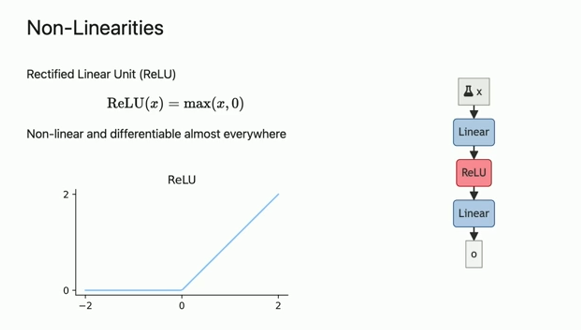 Non-Linearities
Rectified Linear Unit (ReLU)
ReLU(x) = max(x, 0)
Non-linear and differentiable almost everywhere
ReLU
2
0
−2
0
2
x
Linear
ReLU
Linear
o